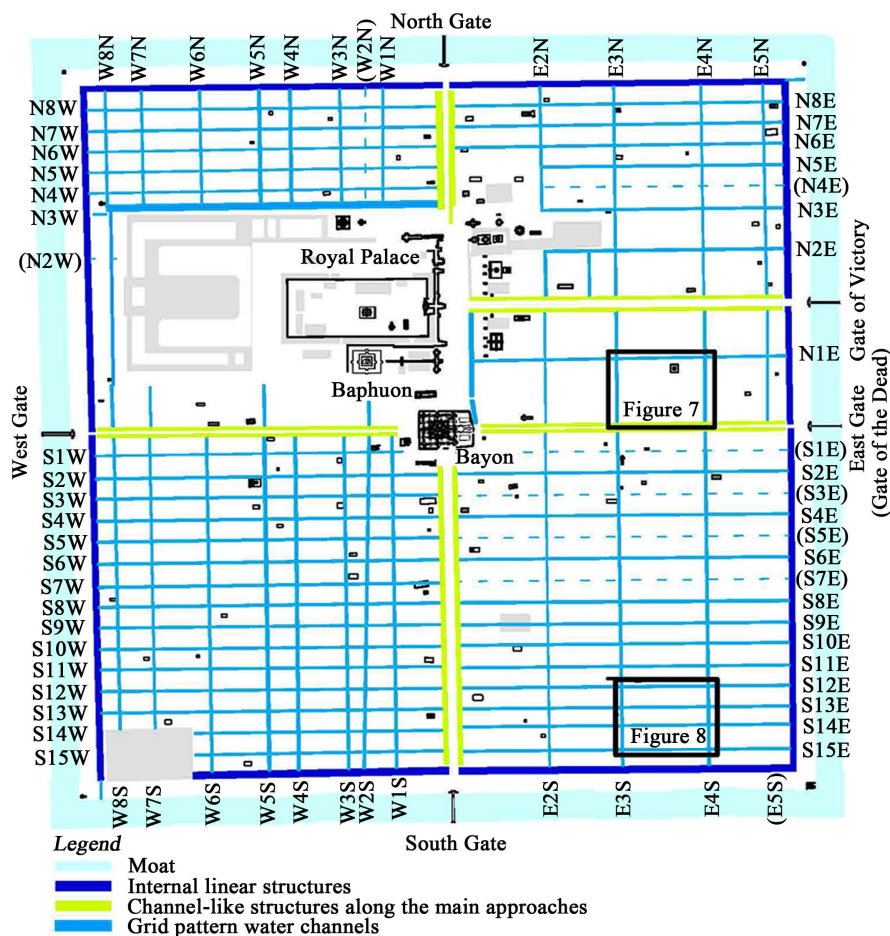 North Gate
W8N
W7N
W6N
W5N
W4N
W3N
(W2N)
W1N
E2N
E3N
E4N
E5N
N8W
N7W
N6W
N5W
N4W
N3W
(N2W)
N8E
N7E
N6E
N5E
(N4E)
N3E
N2E
N1E
Royal Palace
Baphuon
Bayon
Figure 7
Gate of Victory
West Gate
East Gate
(Gate of the Dead)
S1W
S2W
S3W
S4W
S5W
S6W
S7W
S8W
S9W
S10W
S11W
S12W
S13W
S14W
S15W
(S1E)
S2E
(S3E)
S4E
(S5E)
S6E
(S7E)
S8E
S9E
S10E
S11E
S12E
S13E
S14E
S15E
Figure 8
W8S
W7S
W6S
W5S
W4S
W3S
W2S
W1S
E2S
E3S
E4S
(E5S)
South Gate
Legend
Moat
Internal linear structures
Channel-like structures along the main approaches
Grid pattern water channels